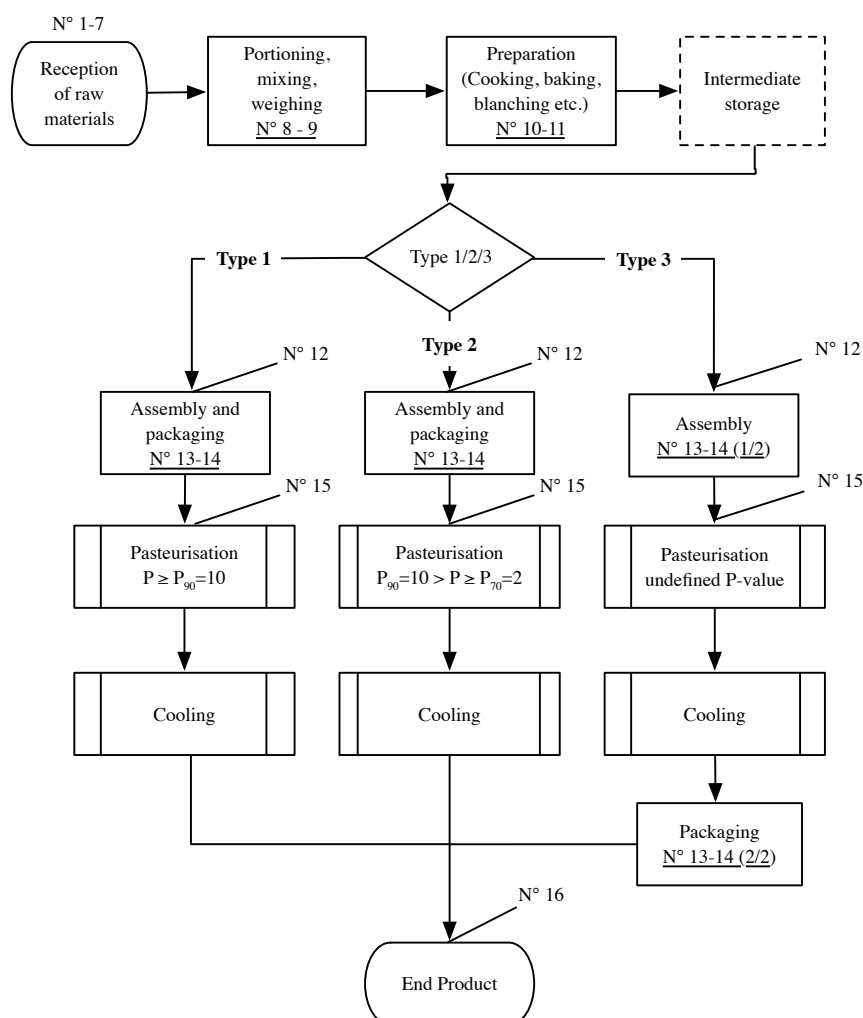 N° 1-7
Reception
of raw
materials
Portioning,
mixing,
weighing
N° 8 - 9
Preparation
(Cooking, baking,
blanching etc.)
N° 10-11
Intermediate
storage
Type 1/2/3
Type 1
Type 2
Type 3
N° 12
Assembly and
packaging
N° 13-14
N° 12
Assembly and
packaging
N° 13-14
N° 12
Assembly
N° 13-14 (1/2)
N° 15
Pasteurisation
P ≥ P90=10
N° 15
Pasteurisation
P90=10 > P ≥ P70=2
N° 15
Pasteurisation
undefined P-value
Cooling
Cooling
Cooling
Packaging
N° 13-14 (2/2)
N° 16
End Product